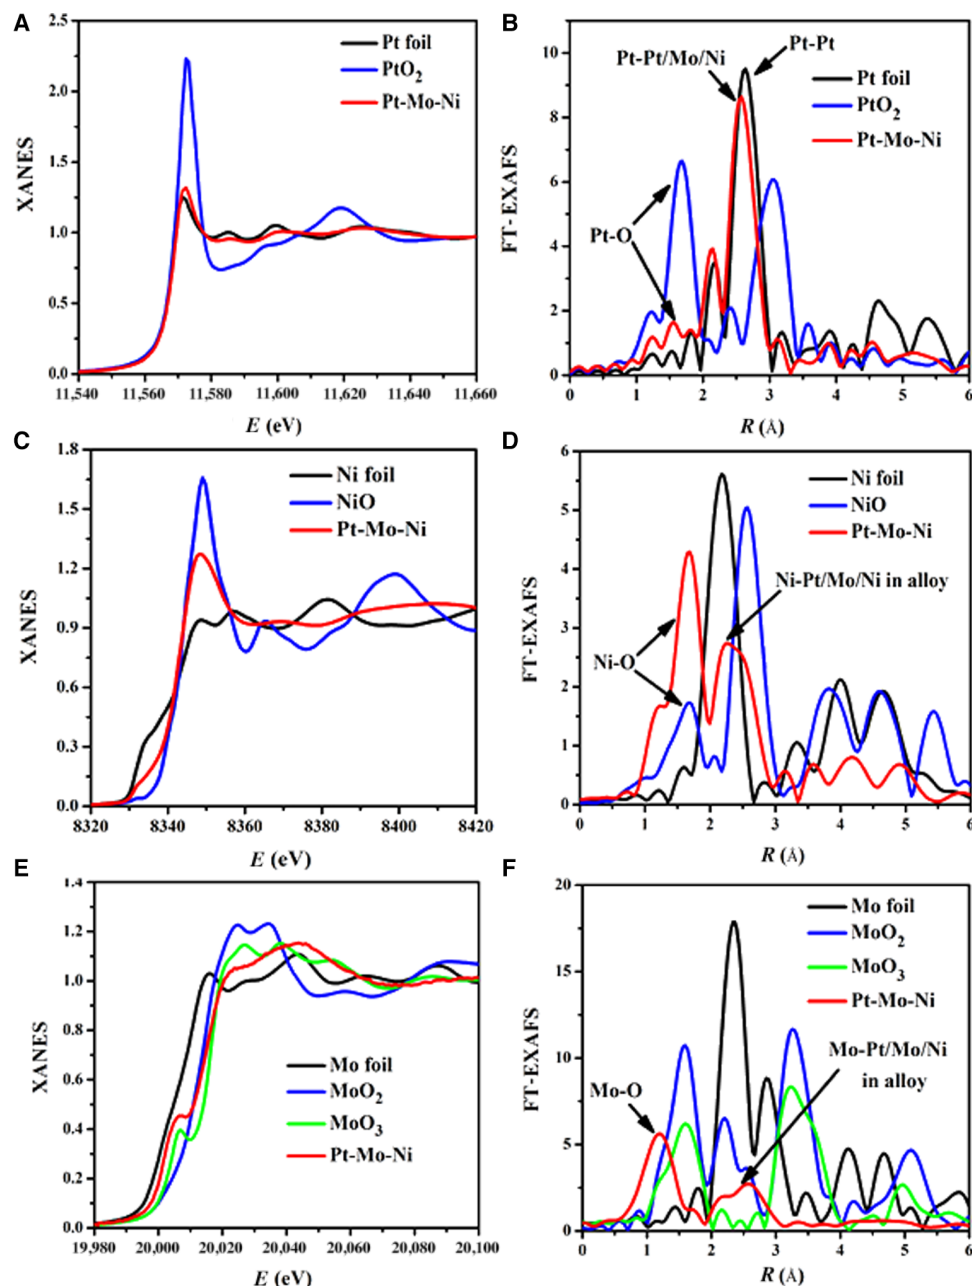 A
XANES
2.5
2.0
1.5
1.0
0.5
0.0
Pt foil
PtO2
Pt-Mo-Ni
11,540 11,560 11,580 11,600 11,620 11,640 11,660
E (eV)
B
FT-EXAFS
10
8
6
4
2
0
Pt-Pt/Mo/Ni
Pt-Pt
Pt foil
PtO2
Pt-Mo-Ni
Pt-O
0 1 2 3 4 5 6
R (Å)
C
XANES
1.8
1.5
1.2
0.9
0.6
0.3
0.0
Ni foil
NiO
Pt-Mo-Ni
8320 8340 8360 8380 8400 8420
E (eV)
D
FT-EXAFS
6
5
4
3
2
1
0
Ni foil
NiO
Pt-Mo-Ni
Ni-Pt/Mo/Ni in alloy
Ni-O
0 1 2 3 4 5 6
R (Å)
E
XANES
1.4
1.2
1.0
0.8
0.6
0.4
0.2
0.0
Mo foil
MoO2
MoO3
Pt-Mo-Ni
19,980 20,000 20,020 20,040 20,060 20,080 20,100
E (eV)
F
FT-EXAFS
20
15
10
5
0
Mo foil
MoO2
MoO3
Pt-Mo-Ni
Mo-Pt/Mo/Ni
in alloy
Mo-O
0 1 2 3 4 5 6
R (Å)